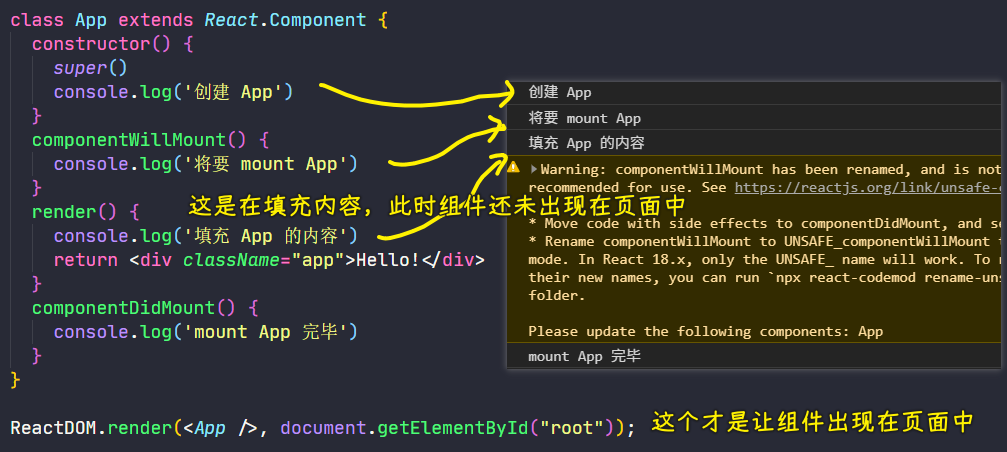 class App extends React.Component {
constructor() {
super()
console.log('创建 App')
}
componentWillMount() {
console.log('将要 mount App')
}
render() {
console.log('填充 App 的内容')
return <div className="app">Hello!</div>
}
componentDidMount() {
console.log('mount App 完毕')
}
}
ReactDOM.render(<App />, document.getElementById("root"));
这是在填充内容，此时组件还未出现在页面中
这个才是让组件出现在页面中
创建 App
将要 mount App
填充 App 的内容
Warning: componentWillMount has been renamed, and is not
recommended for use. See https://reactjs.org/link/unsafe-c
* Move code with side effects to componentDidMount, and se
* Rename componentWillMount to UNSAFE_componentWillMount
mode. In React 18.x, only the UNSAFE_ name will work. To
their new names, you can run `npx react-codemod rename-uns
folder.
Please update the following components: App
mount App 完毕